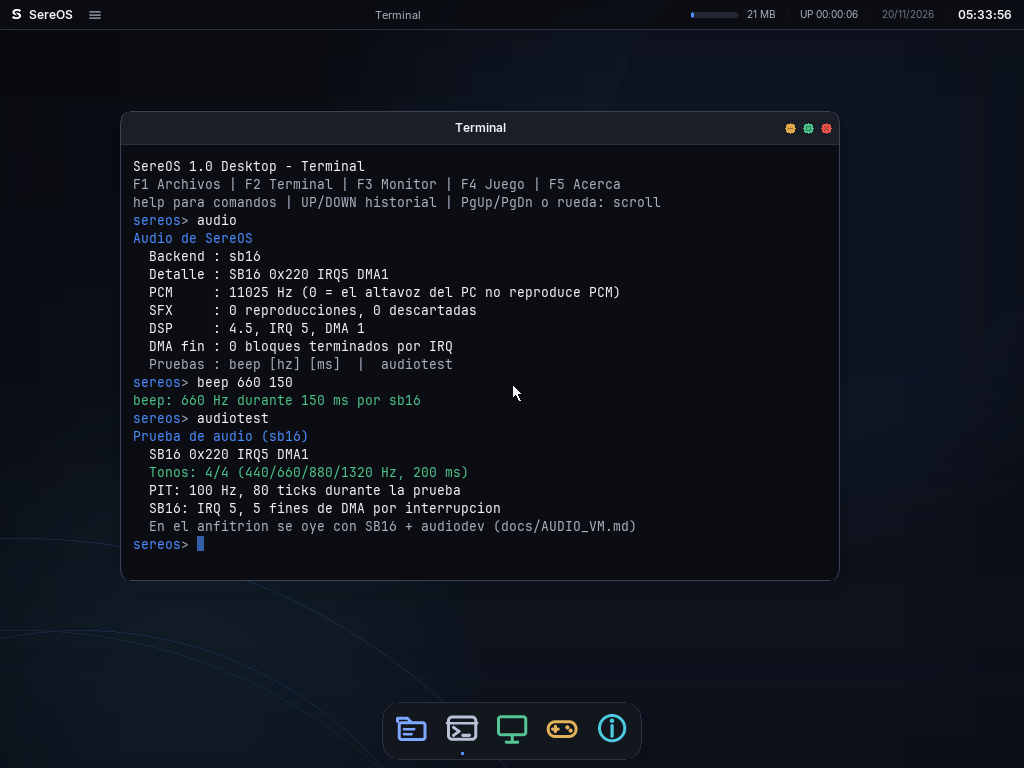 SereOS
Terminal
21 MB
UP 00:00:06
20/11/2026
05:33:56
Terminal
SereOS 1.0 Desktop - Terminal
F1 Archivos | F2 Terminal | F3 Monitor | F4 Juego | F5 Acerca
help para comandos | UP/DOWN historial | PgUp/PgDn o rueda: scroll
sereos> audio
Audio de SereOS
Backend : sb16
Detalle : SB16 0x220 IRQ5 DMA1
PCM     : 11025 Hz (0 = el altavoz del PC no reproduce PCM)
SFX     : 0 reproducciones, 0 descartadas
DSP     : 4.5, IRQ 5, DMA 1
DMA fin : 0 bloques terminados por IRQ
Pruebas : beep [hz] [ms]  |  audiotest
sereos> beep 660 150
beep: 660 Hz durante 150 ms por sb16
sereos> audiotest
Prueba de audio (sb16)
SB16 0x220 IRQ5 DMA1
Tonos: 4/4 (440/660/880/1320 Hz, 200 ms)
PIT: 100 Hz, 80 ticks durante la prueba
SB16: IRQ 5, 5 fines de DMA por interrupcion
En el anfitrion se oye con SB16 + audiodev (docs/AUDIO_VM.md)
sereos>